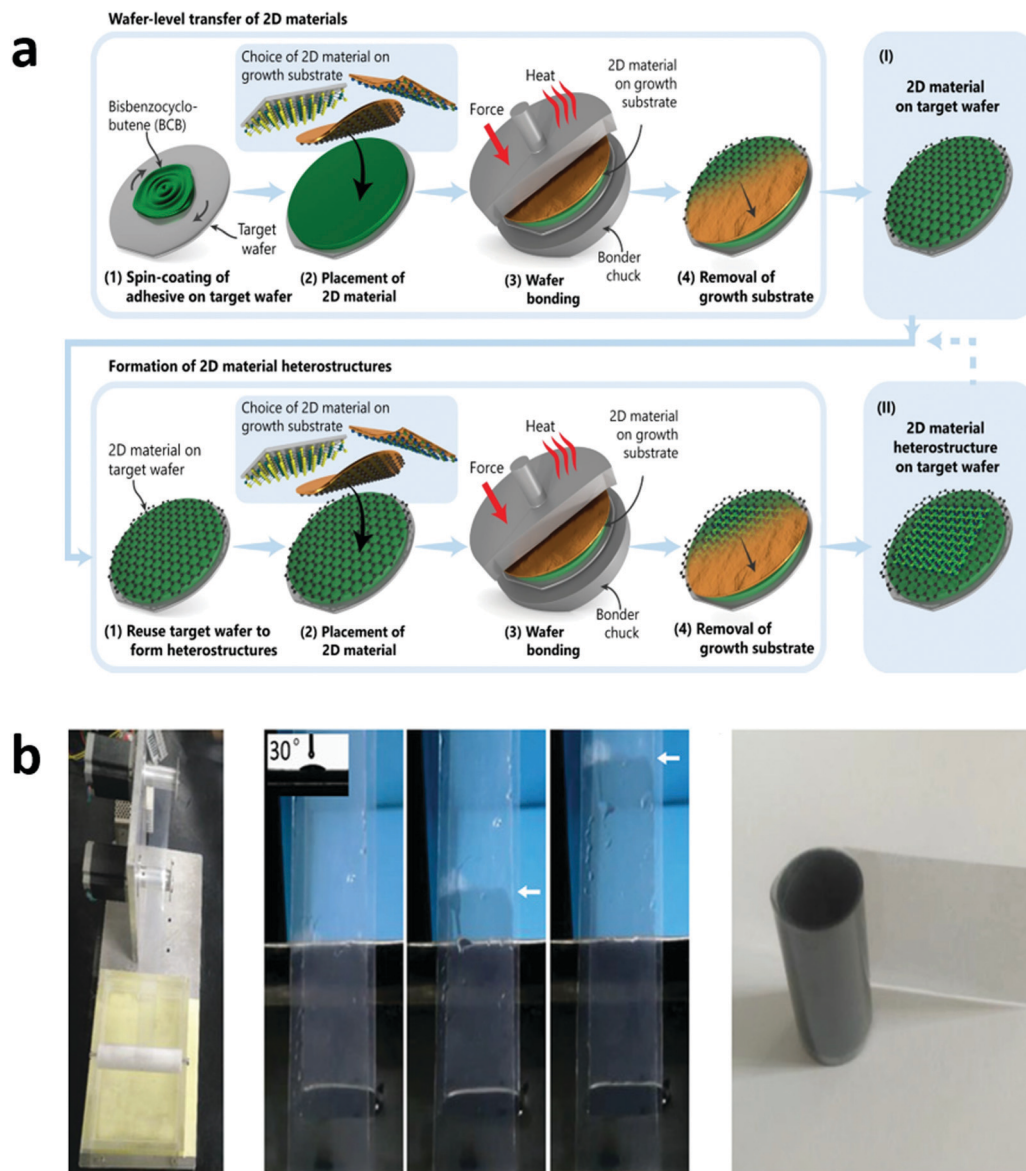 a
Wafer-level transfer of 2D materials
Bisbenzocyclo-
butene (BCB)
Choice of 2D material on
growth substrate
Target
wafer
Force
Heat
2D material
on growth
substrate
Bonder
chuck
(1) Spin-coating of
adhesive on target wafer
(2) Placement of
2D material
(3) Wafer
bonding
(4) Removal of
growth substrate
(I)
2D material
on target wafer
Formation of 2D material heterostructures
2D material on
target wafer
Choice of 2D material on
growth substrate
Force
Heat
2D material
on growth
substrate
Bonder
chuck
(1) Reuse target wafer to
form heterostructures
(2) Placement of
2D material
(3) Wafer
bonding
(4) Removal of
growth substrate
(II)
2D material
heterostructure
on target wafer
b
30°